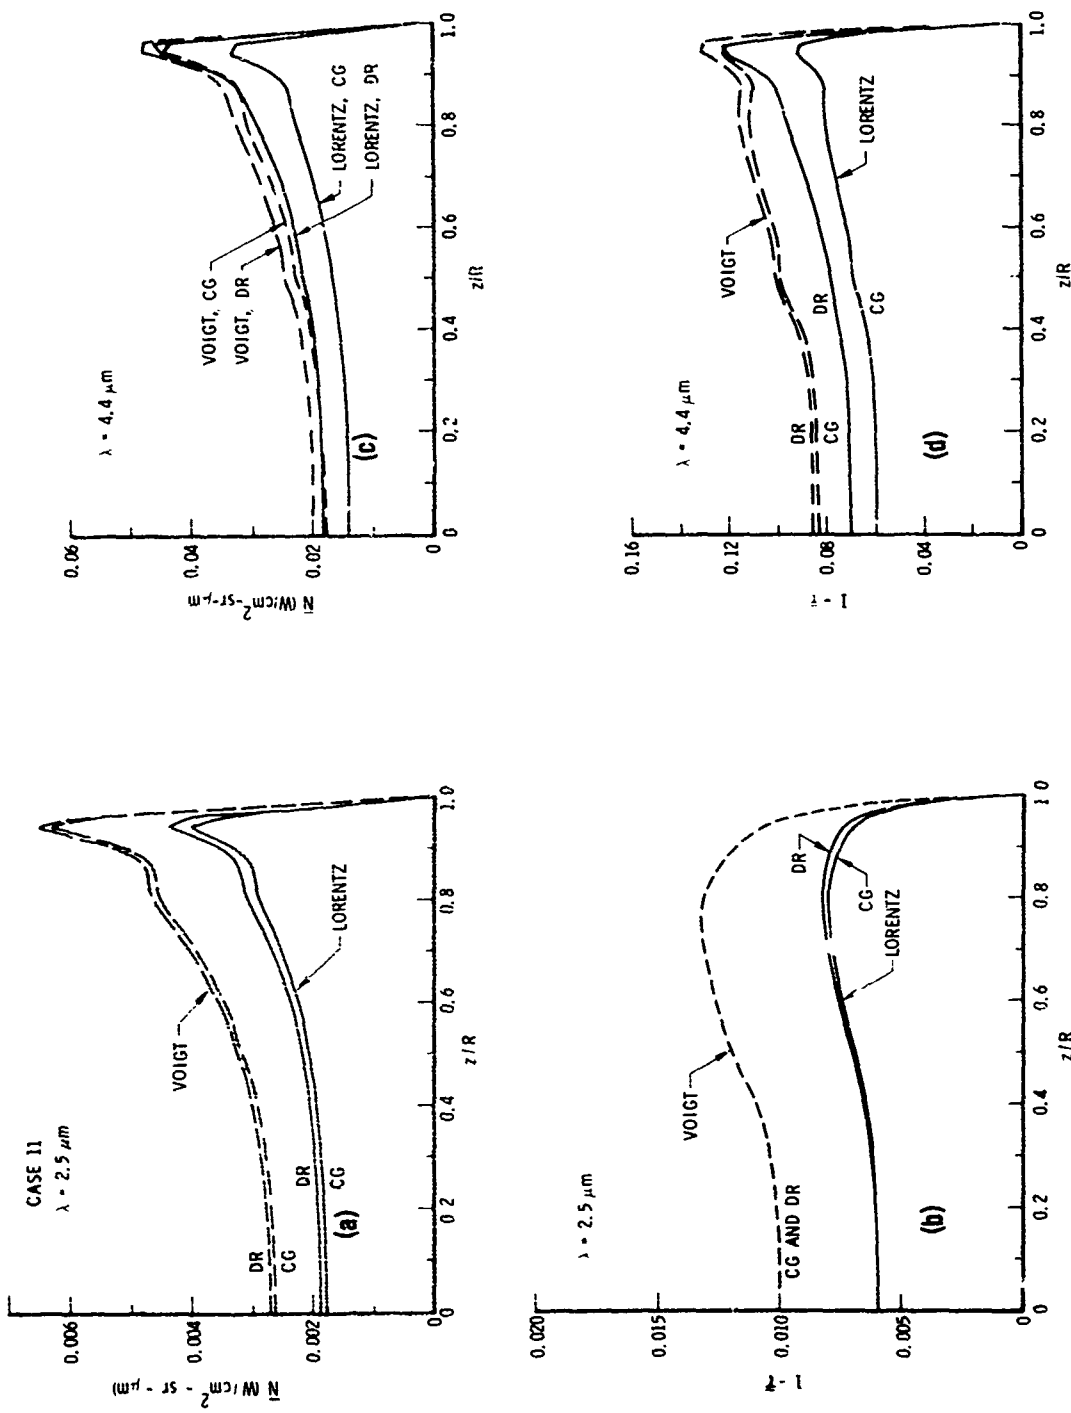 CASE 11
λ = 2.5 μm
N̄ (W/cm² - sr - μm)
0.006
0.004
0.002
0
VOIGT
LORENTZ
DR
CG
DR
CG
(a)
0 0.2 0.4 0.6 0.8 1.0
z/R
λ = 2.5 μm
1 - τ̄
0.020
0.015
0.010
0.005
0
VOIGT
CG AND DR
DR
CG
LORENTZ
(b)
0 0.2 0.4 0.6 0.8 1.0
z/R
λ = 4.4 μm
N̄ (W/cm²-sr-μm
0.06
0.04
0.02
0
VOIGT, CG
VOIGT, DR
LORENTZ, CG
LORENTZ, DR
(c)
0 0.2 0.4 0.6 0.8 1.0
z/R
λ = 4.4 μm
1 - τ̄
0.16
0.12
0.08
0.04
0
VOIGT
DR
CG
DR
CG
LORENTZ
(d)
0 0.2 0.4 0.6 0.8 1.0
z/R